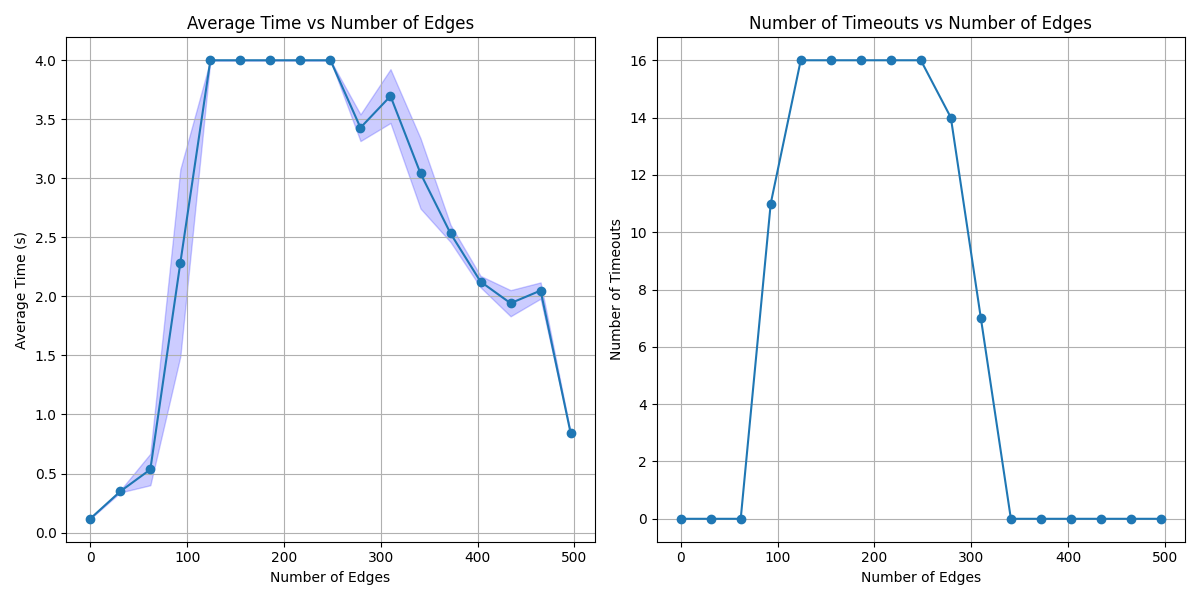 Average Time vs Number of Edges
4.0
3.5
3.0
2.5
2.0
1.5
1.0
0.5
0.0
Average Time (s)
0 100 200 300 400 500
Number of Edges
Number of Timeouts vs Number of Edges
16
14
12
10
8
6
4
2
0
Number of Timeouts
0 100 200 300 400 500
Number of Edges